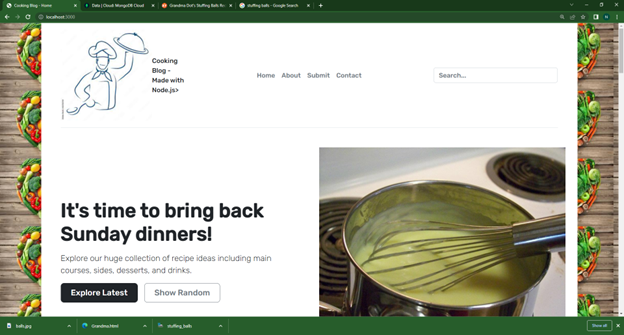 Cooking Blog - Home
Data | Cloud: MongoDB Cloud
Grandma Dot's Stuffing Balls Re
stuffing balls - Google Search
localhost:3000
Cooking
Blog -
Made with
Node.js>
Home About Submit Contact
Search...
It's time to bring back
Sunday dinners!
Explore our huge collection of recipe ideas including main
courses, sides, desserts, and drinks.
Explore Latest Show Random
balls.jpg
Grandma.html
stuffing_balls
Show all